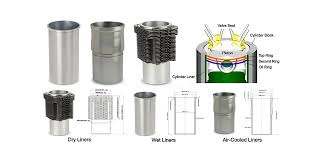 Valve Seat
Cylinder Block
Piston
Top Ring
Second Ring
Oil Ring
Cylinder Liner
Dry Liners
Wet Liners
Air-Cooled Liners